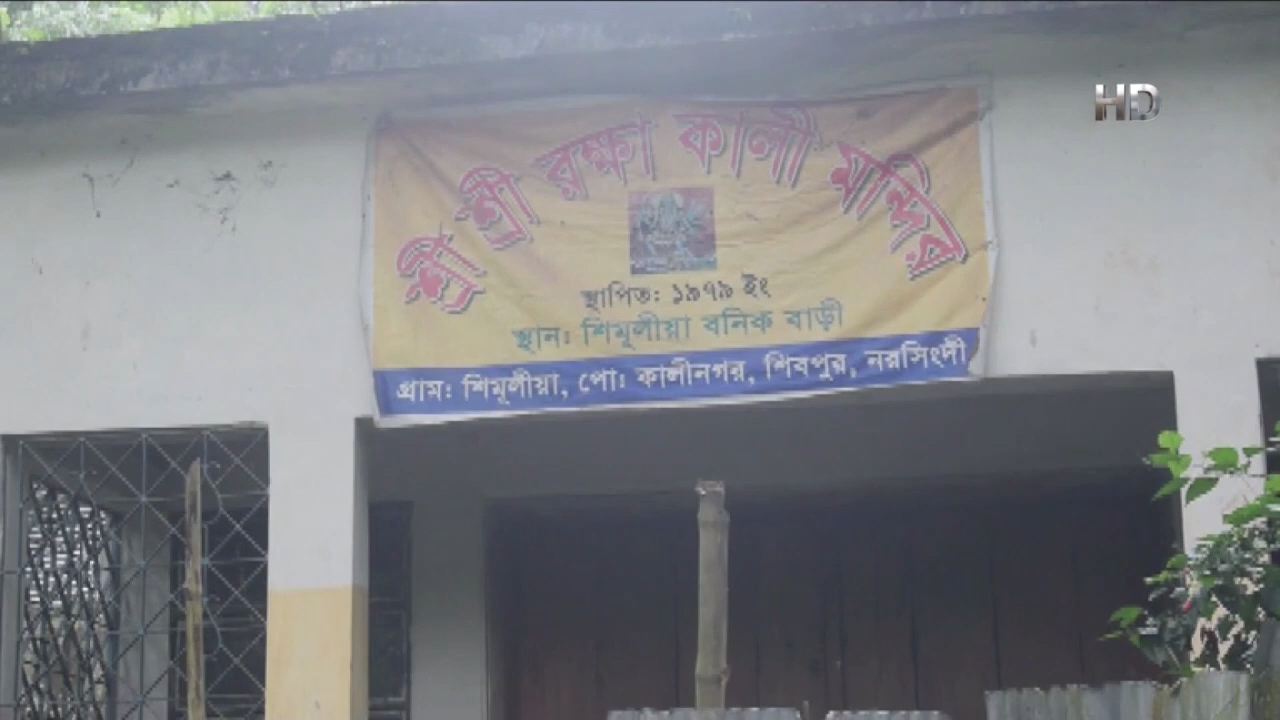 শ্রী শ্রী রক্ষা কালী মন্দির
স্থাপিত: ১৯৭৯ ইং
স্থান: শিমূলীয়া বনিক বাড়ী
গ্রাম: শিমূলীয়া, পো: কালীনগর, শিবপুর, নরসিংদী
HD